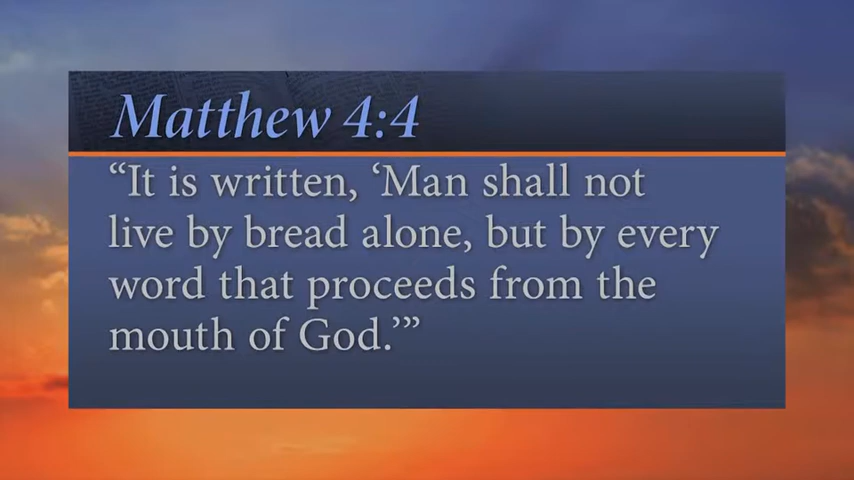 Matthew 4:4
“It is written, ‘Man shall not
live by bread alone, but by every
word that proceeds from the
mouth of God.’”